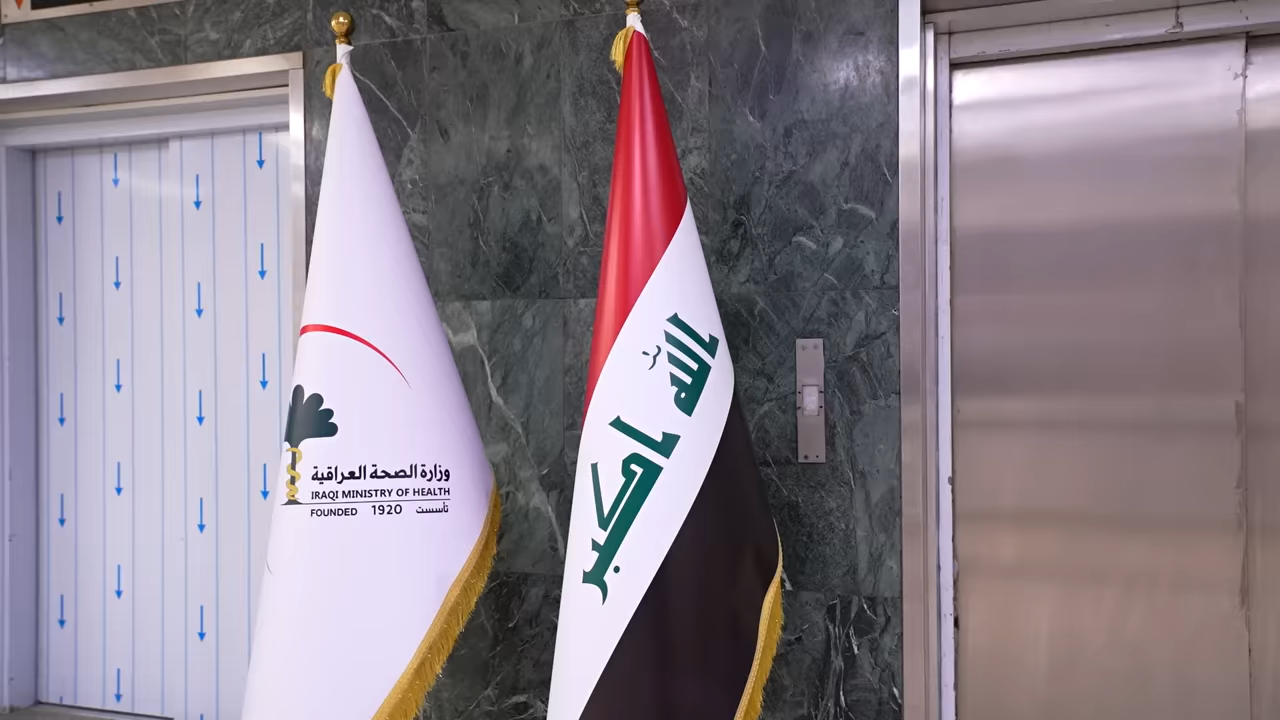 وزارة الصحة العراقية
IRAQI MINISTRY OF HEALTH
FOUNDED 1920 تأسست
الله اكبر